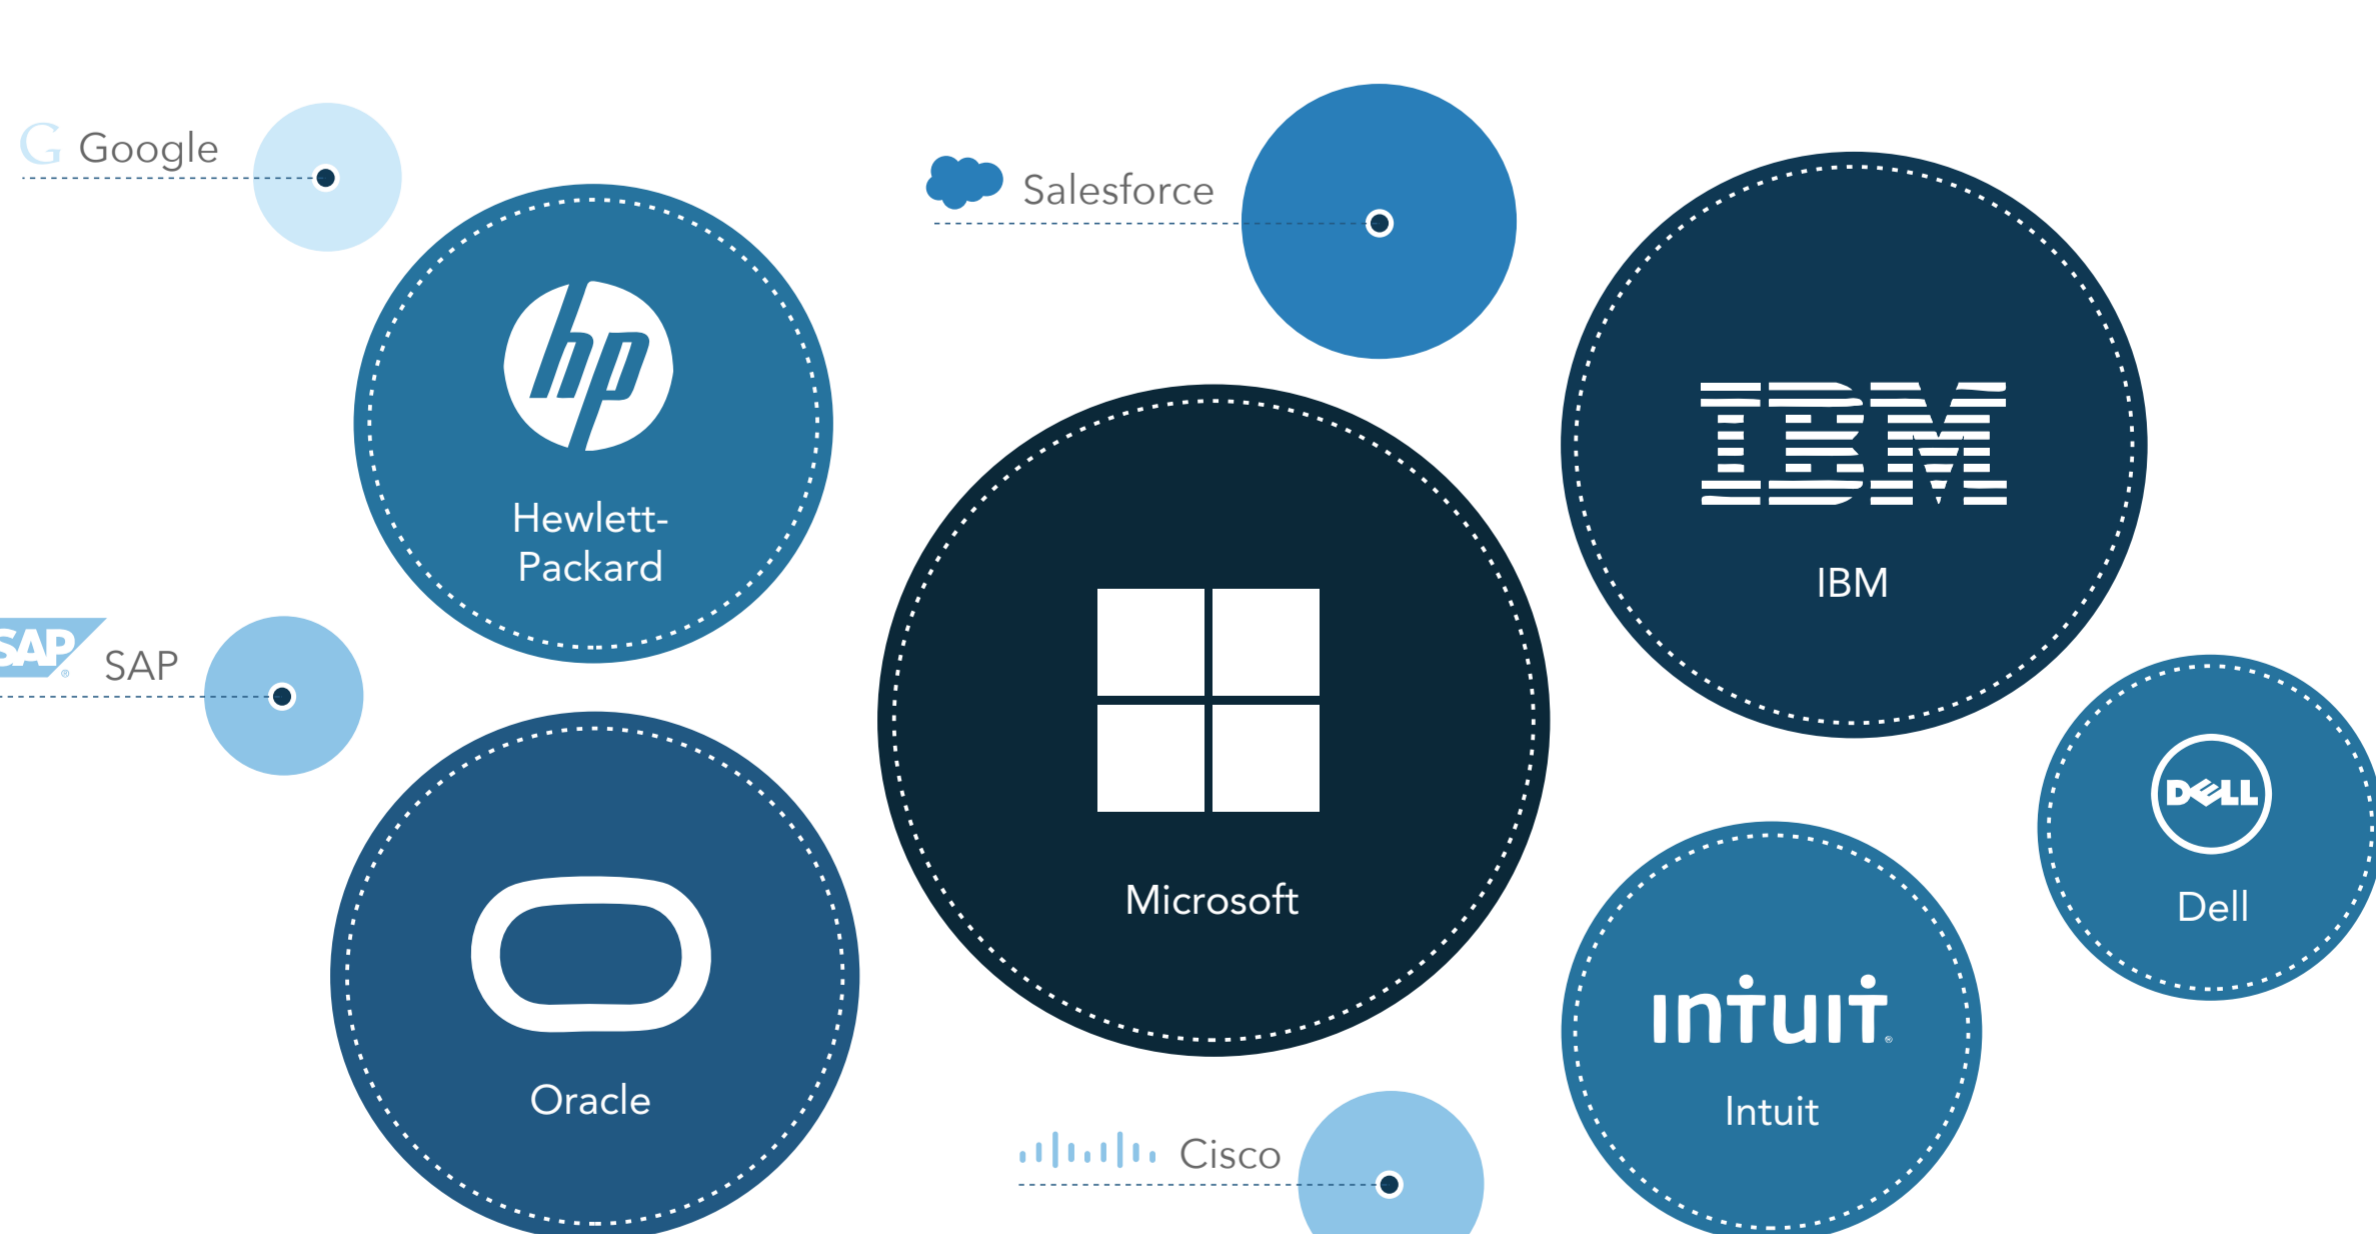 G Google
Salesforce
hp
Hewlett-
Packard
IBM
IBM
SAP® SAP
Microsoft
DELL
Dell
Oracle
intuit®
Intuit
Cisco